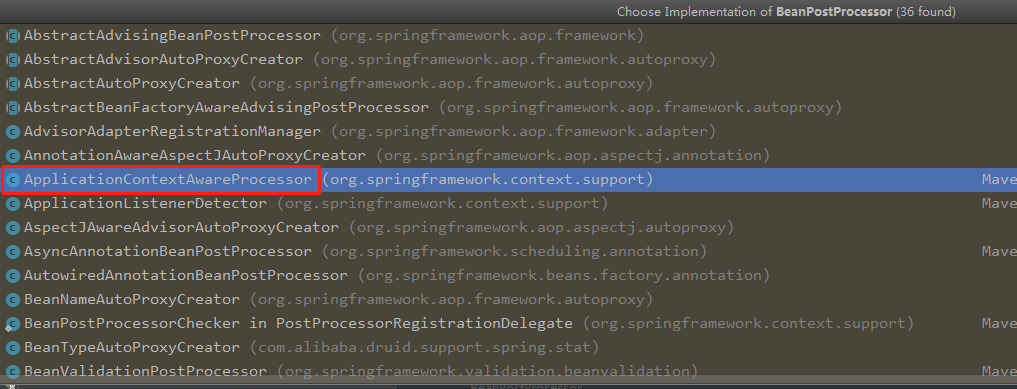 Choose Implementation of BeanPostProcessor (36 found)
AbstractAdvisingBeanPostProcessor (org.springframework.aop.framework)
AbstractAdvisorAutoProxyCreator (org.springframework.aop.framework.autoproxy)
AbstractAutoProxyCreator (org.springframework.aop.framework.autoproxy)
AbstractBeanFactoryAwareAdvisingPostProcessor (org.springframework.aop.framework.autoproxy)
AdvisorAdapterRegistrationManager (org.springframework.aop.framework.adapter)
AnnotationAwareAspectJAutoProxyCreator (org.springframework.aop.aspectj.annotation)
ApplicationContextAwareProcessor (org.springframework.context.support) Mave
ApplicationListenerDetector (org.springframework.context.support) Mave
AspectJAwareAdvisorAutoProxyCreator (org.springframework.aop.aspectj.autoproxy)
AsyncAnnotationBeanPostProcessor (org.springframework.scheduling.annotation) Mave
AutowiredAnnotationBeanPostProcessor (org.springframework.beans.factory.annotation)
BeanNameAutoProxyCreator (org.springframework.aop.framework.autoproxy)
BeanPostProcessorChecker in PostProcessorRegistrationDelegate (org.springframework.context.support) Mave
BeanTypeAutoProxyCreator (com.alibaba.druid.support.spring.stat)
BeanValidationPostProcessor (org.springframework.validation.beanvalidation) Mave
BeanPostProcessor